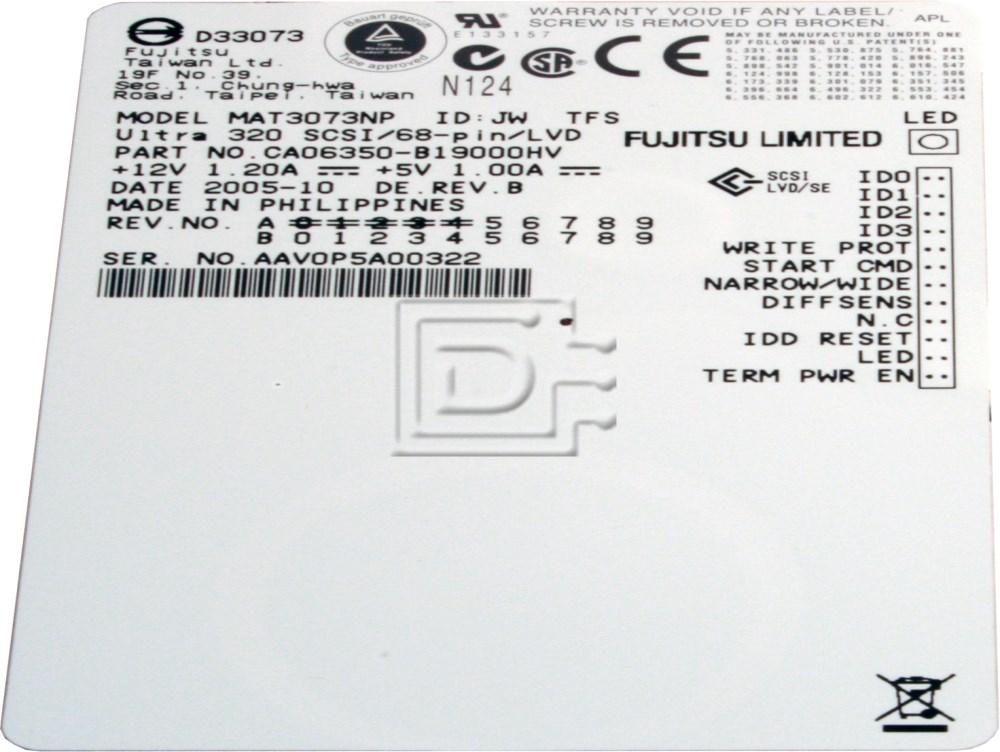 D33073
Fujitsu
Taiwan Ltd.
19F No.39.
Sec.1. Chung-hwa
Road. Taipei. Taiwan
Bauart geprüft
Type approved
E133157
N124
WARRANTY VOID IF ANY LABEL/
SCREW IS REMOVED OR BROKEN.
APL
MAY BE MANUFACTURED UNDER ONE
OF FOLLOWING U.S. PATENT(S)
MODEL MAT3073NP ID:JW TFS
Ultra 320 SCSI/68-pin/LVD
PART NO.CA06350-B19000HV
+12V 1.20A +5V 1.00A
DATE 2005-10 DE.REV.B
MADE IN PHILIPPINES
REV.NO. A 0 1 2 3 4 5 6 7 8 9
B 0 1 2 3 4 5 6 7 8 9
SER. NO.AAV0P5A00322
FUJITSU LIMITED
LED
SCSI
LVD/SE
ID0
ID1
ID2
ID3
WRITE PROT
START CMD
NARROW/WIDE
DIFFSENS
N.C
IDD RESET
LED
TERM PWR EN
D